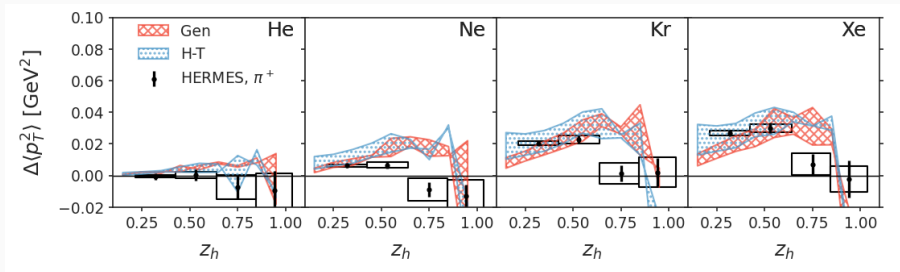 0.10
0.08
0.06
0.04
0.02
0.00
−0.02
Δ⟨p_T^2⟩ [GeV^2]
Gen
H-T
HERMES, π^+
He
Ne
Kr
Xe
0.25 0.50 0.75 1.00
0.25 0.50 0.75 1.00
0.25 0.50 0.75 1.00
0.25 0.50 0.75 1.00
z_h
z_h
z_h
z_h